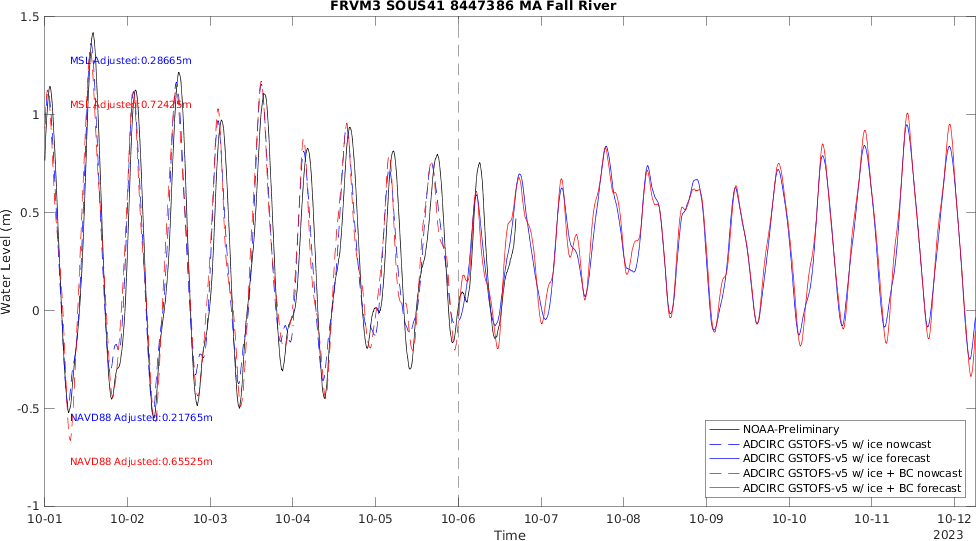 FRVM3 SOUS41 8447386 MA Fall River
1.5
1
0.5
0
-0.5
-1
Water Level (m)
MSL Adjusted:0.28665m
MSL Adjusted:0.72425m
NAVD88 Adjusted:0.21765m
NAVD88 Adjusted:0.65525m
NOAA-Preliminary
ADCIRC GSTOFS-v5 w/ ice nowcast
ADCIRC GSTOFS-v5 w/ ice forecast
ADCIRC GSTOFS-v5 w/ ice + BC nowcast
ADCIRC GSTOFS-v5 w/ ice + BC forecast
10-01 10-02 10-03 10-04 10-05 10-06 10-07 10-08 10-09 10-10 10-11 10-12
2023
Time